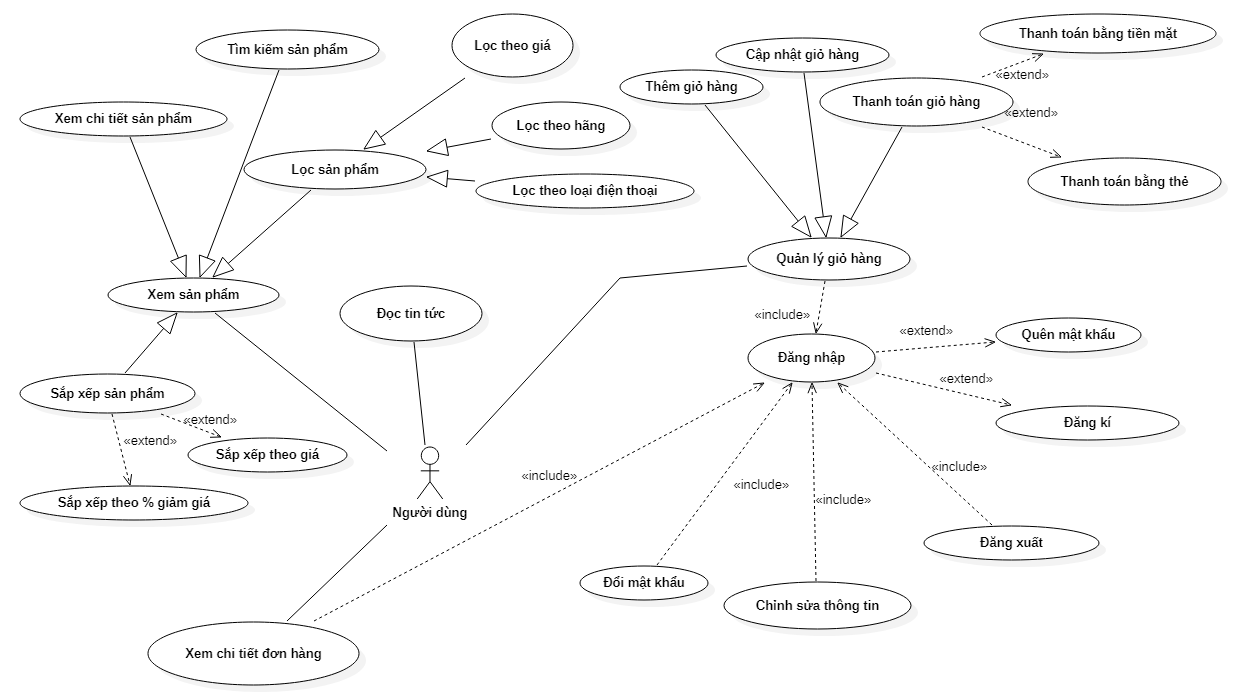 Tìm kiếm sản phẩm
Lọc theo giá
Cập nhật giỏ hàng
Thanh toán bằng tiền mặt
«extend»
Thêm giỏ hàng
Thanh toán giỏ hàng
«extend»
Xem chi tiết sản phẩm
Lọc theo hãng
Lọc sản phẩm
Lọc theo loại điện thoại
Thanh toán bằng thẻ
Quản lý giỏ hàng
Xem sản phẩm
Đọc tin tức
«include»
«extend»
Quên mật khẩu
Đăng nhập
«extend»
Sắp xếp sản phẩm
Đăng kí
«extend»
«extend»
Sắp xếp theo giá
«include»
«include»
«include»
«include»
Sắp xếp theo % giảm giá
Người dùng
Đăng xuất
Đổi mật khẩu
Chỉnh sửa thông tin
Xem chi tiết đơn hàng